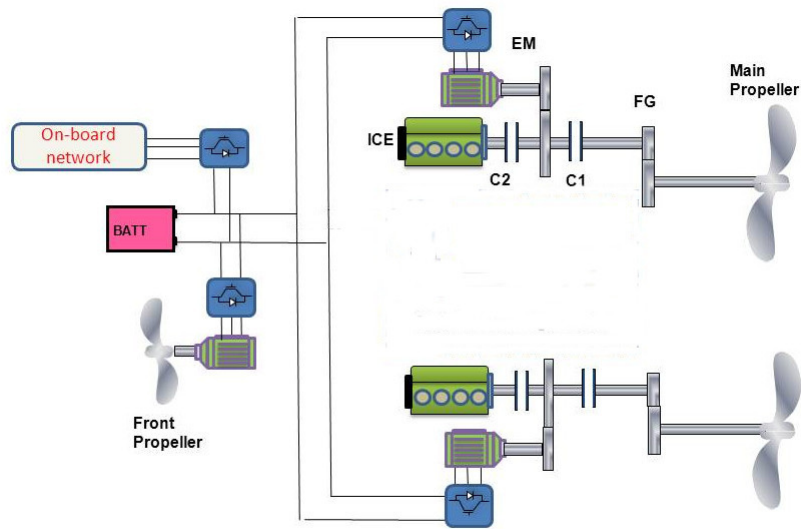 EM
Main
Propeller
FG
On-board
network
ICE
C2
C1
BATT
Front
Propeller